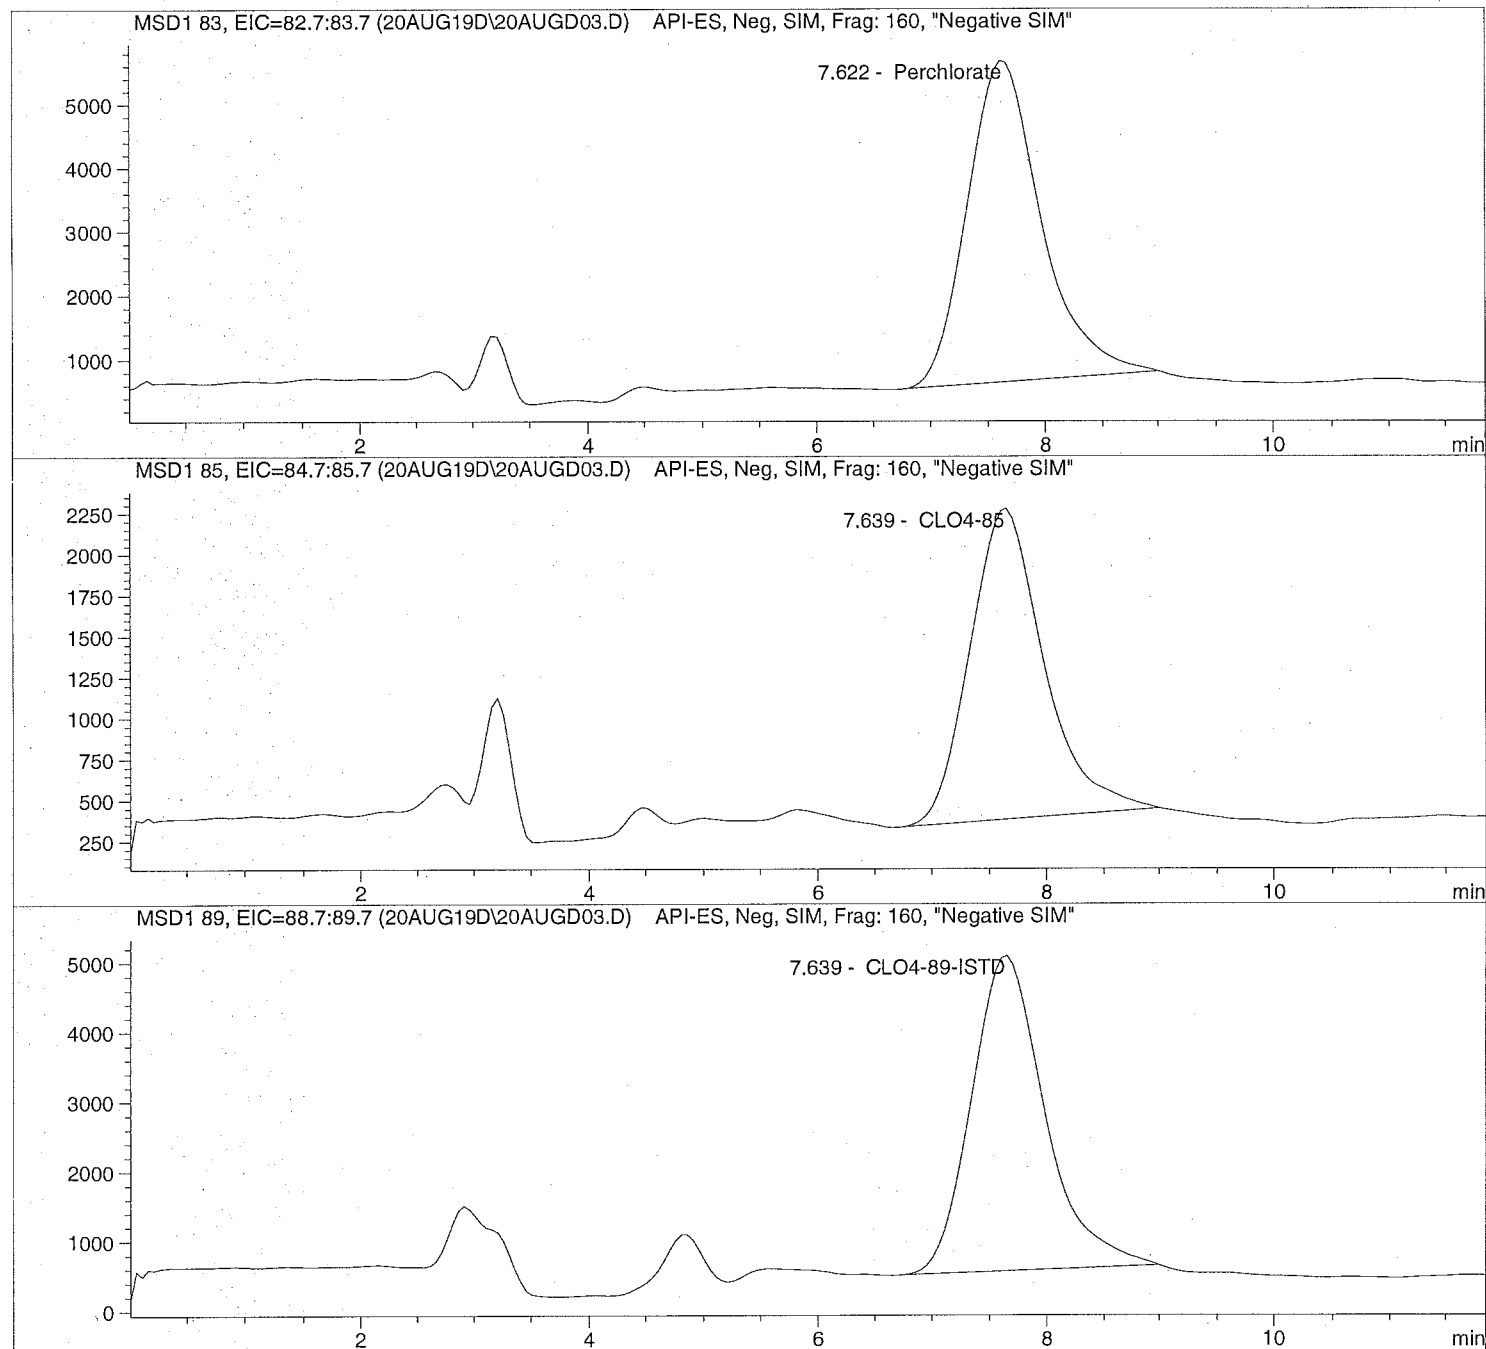 MSD1 83, EIC=82.7:83.7 (20AUG19D\20AUGD03.D) API-ES, Neg, SIM, Frag: 160, "Negative SIM"
7.622 - Perchlorate
5000
4000
3000
2000
1000
2 4 6 8 10 min
MSD1 85, EIC=84.7:85.7 (20AUG19D\20AUGD03.D) API-ES, Neg, SIM, Frag: 160, "Negative SIM"
2250
7.639 - CLO4-85
2000
1750
1500
1250
1000
750
500
250
2 4 6 8 10 min
MSD1 89, EIC=88.7:89.7 (20AUG19D\20AUGD03.D) API-ES, Neg, SIM, Frag: 160, "Negative SIM"
5000
7.639 - CLO4-89-ISTD
4000
3000
2000
1000
0
2 4 6 8 10 min